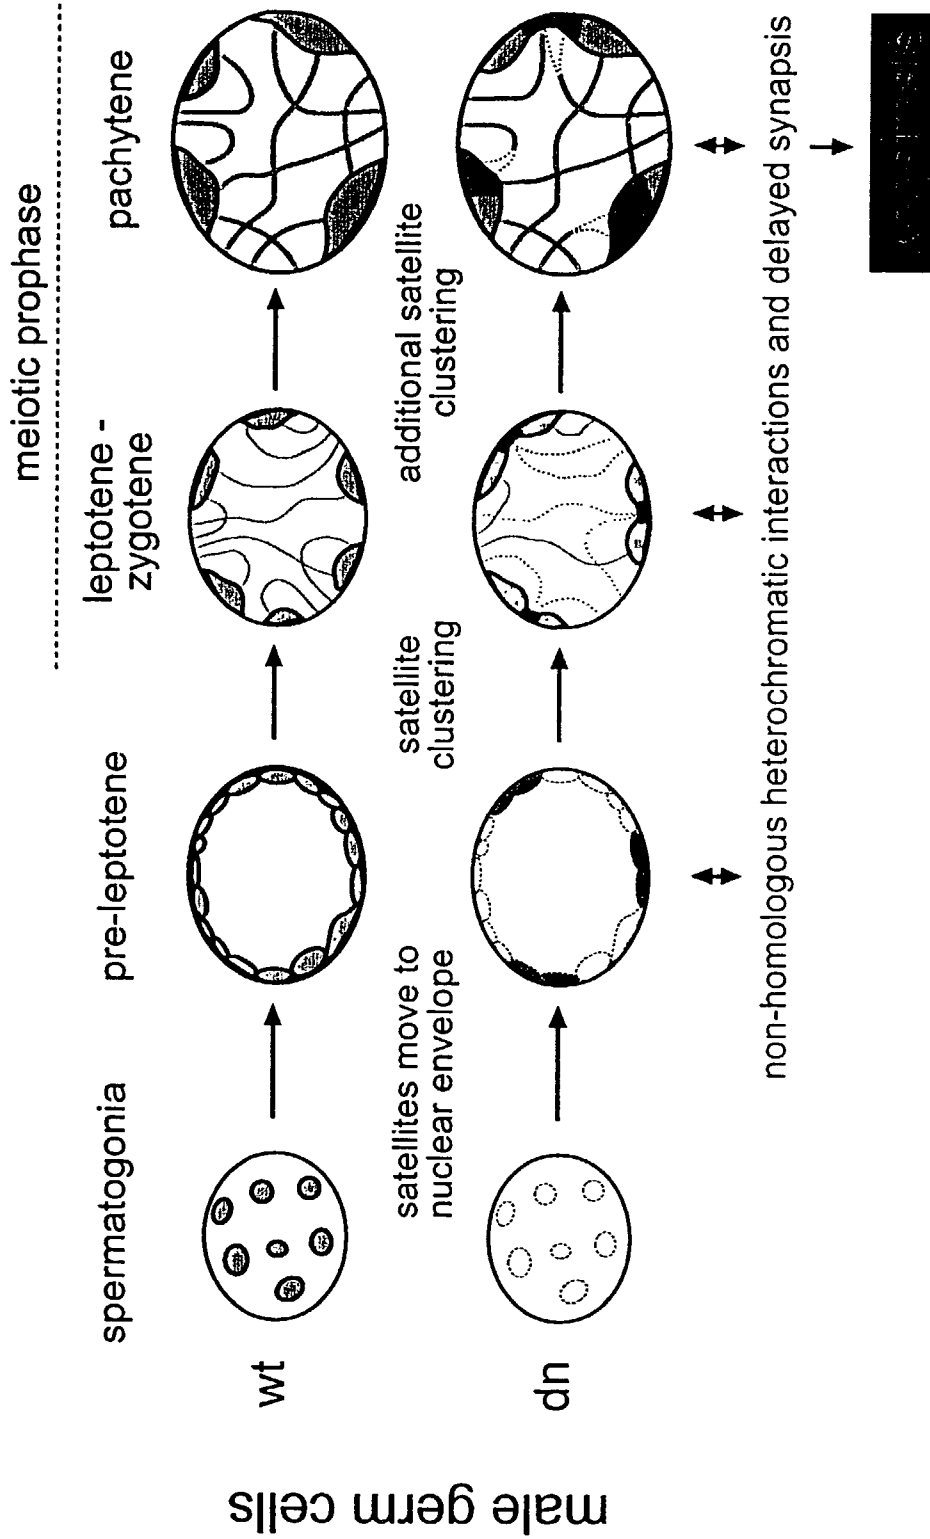 meiotic prophase
spermatogonia
pre-leptotene
leptotene -
zygotene
pachytene
wt
satellites move to
nuclear envelope
satellite
clustering
additional satellite
clustering
dn
non-homologous heterochromatic interactions and delayed synapsis
male germ cells